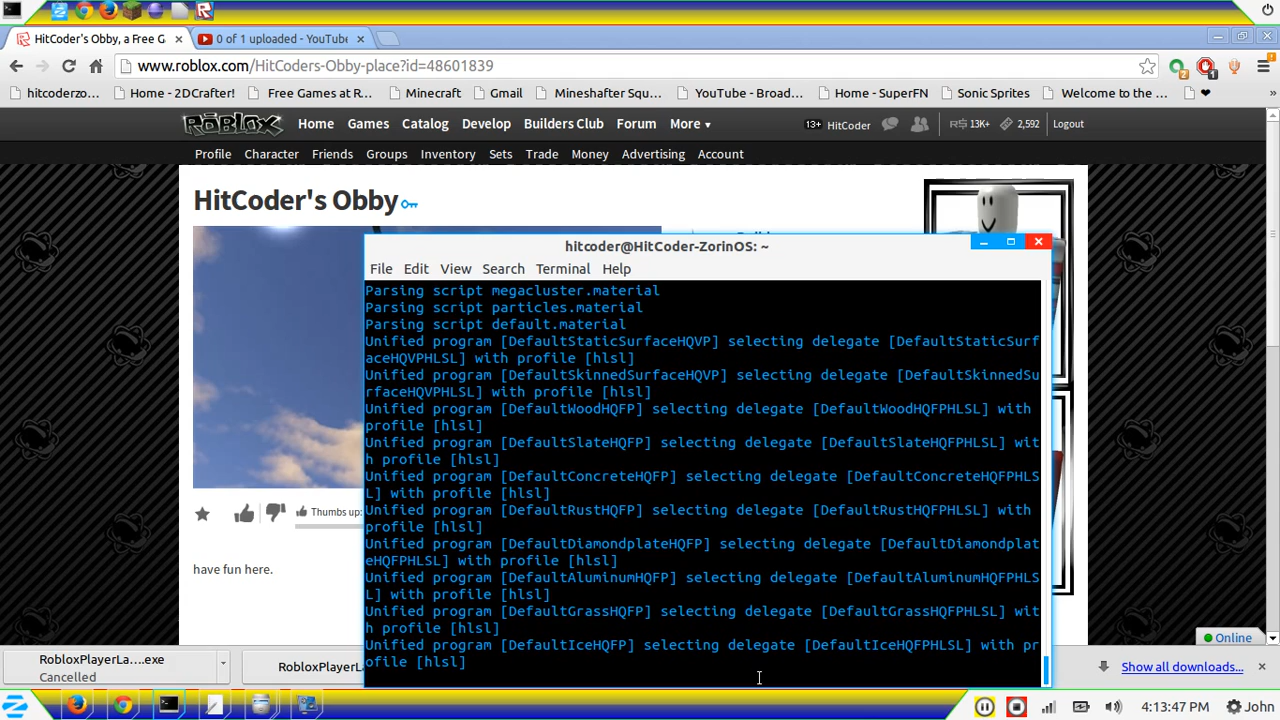 HitCoder's Obby, a Free G
0 of 1 uploaded - YouTube
www.roblox.com/HitCoders-Obby-place?id=48601839
2
1
hitcoderzo...
Home - 2DCrafter!
Free Games at R...
Minecraft
Gmail
Mineshafter Squ...
YouTube - Broad...
Home - SuperFN
Sonic Sprites
Welcome to the ...
»
ROBLOX
Home
Games
Catalog
Develop
Builders Club
Forum
More
13+
HitCoder
R$ 13K+
2,592
Logout
Profile
Character
Friends
Groups
Inventory
Sets
Trade
Money
Advertising
Account
HitCoder's Obby
hitcoder@HitCoder-ZorinOS: ~
File Edit View Search Terminal Help
Parsing script megacluster.material
Parsing script particles.material
Parsing script default.material
Unified program [DefaultStaticSurfaceHQVP] selecting delegate [DefaultStaticSurf
aceHQVPHLSL] with profile [hlsl]
Unified program [DefaultSkinnedSurfaceHQVP] selecting delegate [DefaultSkinnedSu
rfaceHQVPHLSL] with profile [hlsl]
Unified program [DefaultWoodHQFP] selecting delegate [DefaultWoodHQFPHLSL] with
profile [hlsl]
Unified program [DefaultSlateHQFP] selecting delegate [DefaultSlateHQFPHLSL] wit
h profile [hlsl]
Unified program [DefaultConcreteHQFP] selecting delegate [DefaultConcreteHQFPHLS
L] with profile [hlsl]
Unified program [DefaultRustHQFP] selecting delegate [DefaultRustHQFPHLSL] with
profile [hlsl]
Unified program [DefaultDiamondplateHQFP] selecting delegate [DefaultDiamondplat
eHQFPHLSL] with profile [hlsl]
Unified program [DefaultAluminumHQFP] selecting delegate [DefaultAluminumHQFPHLS
L] with profile [hlsl]
Unified program [DefaultGrassHQFP] selecting delegate [DefaultGrassHQFPHLSL] wit
h profile [hlsl]
Unified program [DefaultIceHQFP] selecting delegate [DefaultIceHQFPHLSL] with pr
ofile [hlsl]
Thumbs up:
have fun here.
Online
RobloxPlayerLa....exe
Cancelled
RobloxPlayerLa
Show all downloads...
4:13:47 PM
John